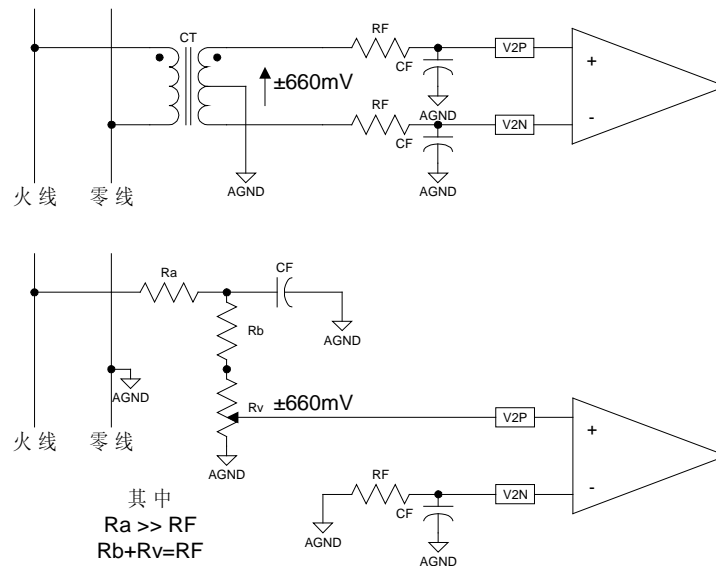 CT
RF
CF
V2P
±660mV
AGND
RF
CF
V2N
+
-
AGND
AGND
火线 零线
Ra
CF
AGND
Rb
AGND
Rv
±660mV
V2P
+
火线 零线
AGND
RF
CF
V2N
-
AGND
AGND
其中
Ra >> RF
Rb+Rv=RF